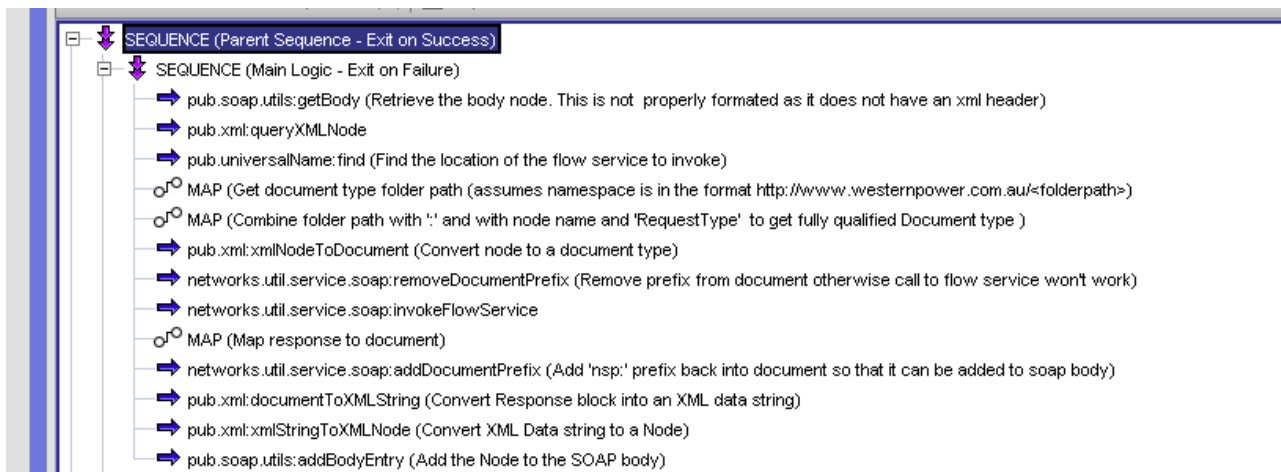 SEQUENCE (Parent Sequence - Exit on Success)
SEQUENCE (Main Logic - Exit on Failure)
pub.soap.utils:getBody (Retrieve the body node. This is not properly formated as it does not have an xml header)
pub.xml:queryXMLNode
pub.universalName:find (Find the location of the flow service to invoke)
MAP (Get document type folder path (assumes namespace is in the format http://www.westernpower.com.au/<folderpath>)
MAP (Combine folder path with ':' and with node name and 'RequestType' to get fully qualified Document type )
pub.xml:xmlNodeToDocument (Convert node to a document type)
networks.util.service.soap:removeDocumentPrefix (Remove prefix from document otherwise call to flow service won't work)
networks.util.service.soap:invokeFlowService
MAP (Map response to document)
networks.util.service.soap:addDocumentPrefix (Add 'nsp:' prefix back into document so that it can be added to soap body)
pub.xml:documentToXMLString (Convert Response block into an XML data string)
pub.xml:xmlStringToXMLNode (Convert XML Data string to a Node)
pub.soap.utils:addBodyEntry (Add the Node to the SOAP body)